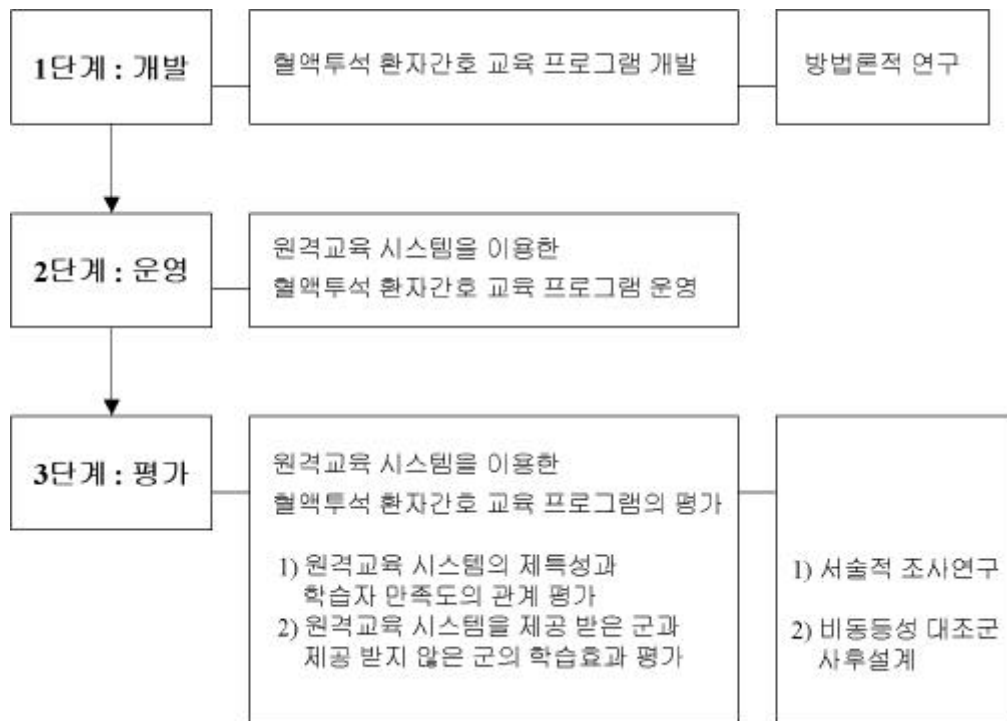 1단계 : 개발
혈액투석 환자간호 교육 프로그램 개발
방법론적 연구
2단계 : 운영
원격교육 시스템을 이용한
혈액투석 환자간호 교육 프로그램 운영
3단계 : 평가
원격교육 시스템을 이용한
혈액투석 환자간호 교육 프로그램의 평가
1) 원격교육 시스템의 제특성과
학습자 만족도의 관계 평가
2) 원격교육 시스템을 제공 받은 군과
제공 받지 않은 군의 학습효과 평가
1) 서술적 조사연구
2) 비동등성 대조군
사후설계